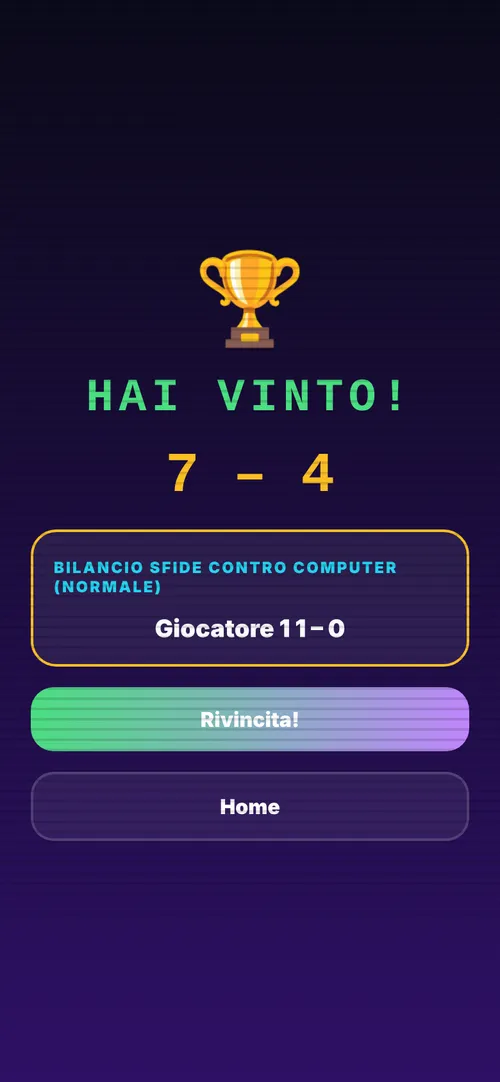 HAI VINTO!
7 – 4
BILANCIO SFIDE CONTRO COMPUTER
(NORMALE)
Giocatore 11–0
Rivincita!
Home